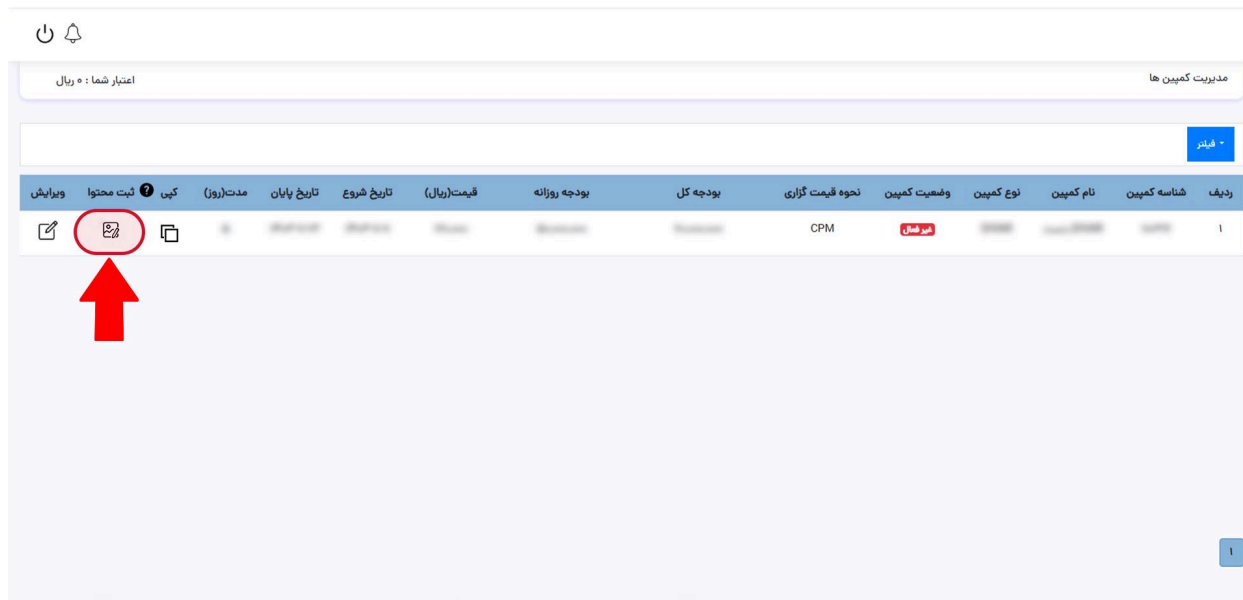 مدیریت کمپین ها
اعتبار شما : ۰ ریال
فیلتر
ردیف شناسه کمپین نام کمپین نوع کمپین وضعیت کمپین نحوه قیمت گزاری بودجه کل بودجه روزانه قیمت(ریال) تاریخ شروع تاریخ پایان مدت(روز) کپی ثبت محتوا ? ویرایش
۱ غیر فعال CPM
۱